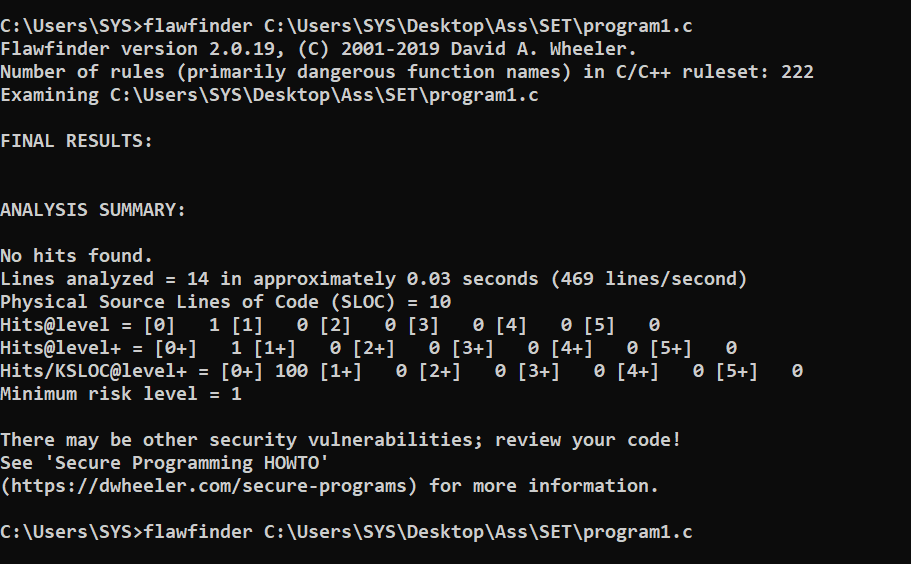 C:\Users\SYS>flawfinder C:\Users\SYS\Desktop\Ass\SET\program1.c
Flawfinder version 2.0.19, (C) 2001-2019 David A. Wheeler.
Number of rules (primarily dangerous function names) in C/C++ ruleset: 222
Examining C:\Users\SYS\Desktop\Ass\SET\program1.c
FINAL RESULTS:
ANALYSIS SUMMARY:
No hits found.
Lines analyzed = 14 in approximately 0.03 seconds (469 lines/second)
Physical Source Lines of Code (SLOC) = 10
Hits@level = [0]   1 [1]   0 [2]   0 [3]   0 [4]   0 [5]   0
Hits@level+ = [0+]   1 [1+]   0 [2+]   0 [3+]   0 [4+]   0 [5+]   0
Hits/KSLOC@level+ = [0+] 100 [1+]   0 [2+]   0 [3+]   0 [4+]   0 [5+]   0
Minimum risk level = 1
There may be other security vulnerabilities; review your code!
See 'Secure Programming HOWTO'
(https://dwheeler.com/secure-programs) for more information.
C:\Users\SYS>flawfinder C:\Users\SYS\Desktop\Ass\SET\program1.c